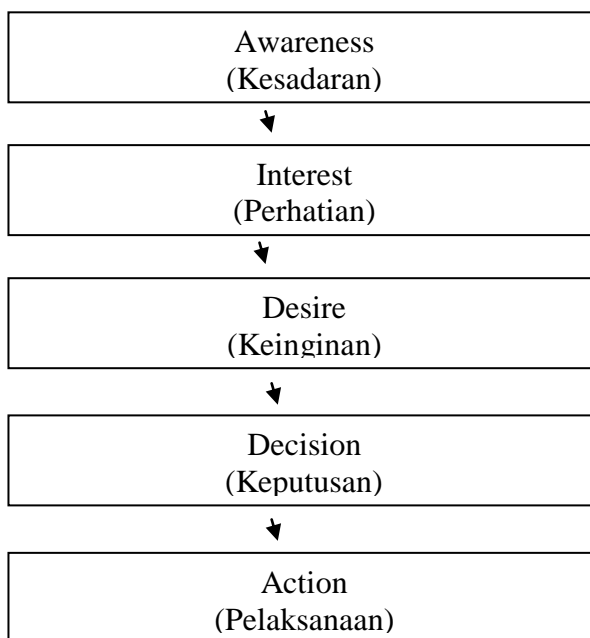 Awareness
(Kesadaran)
Interest
(Perhatian)
Desire
(Keinginan)
Decision
(Keputusan)
Action
(Pelaksanaan)